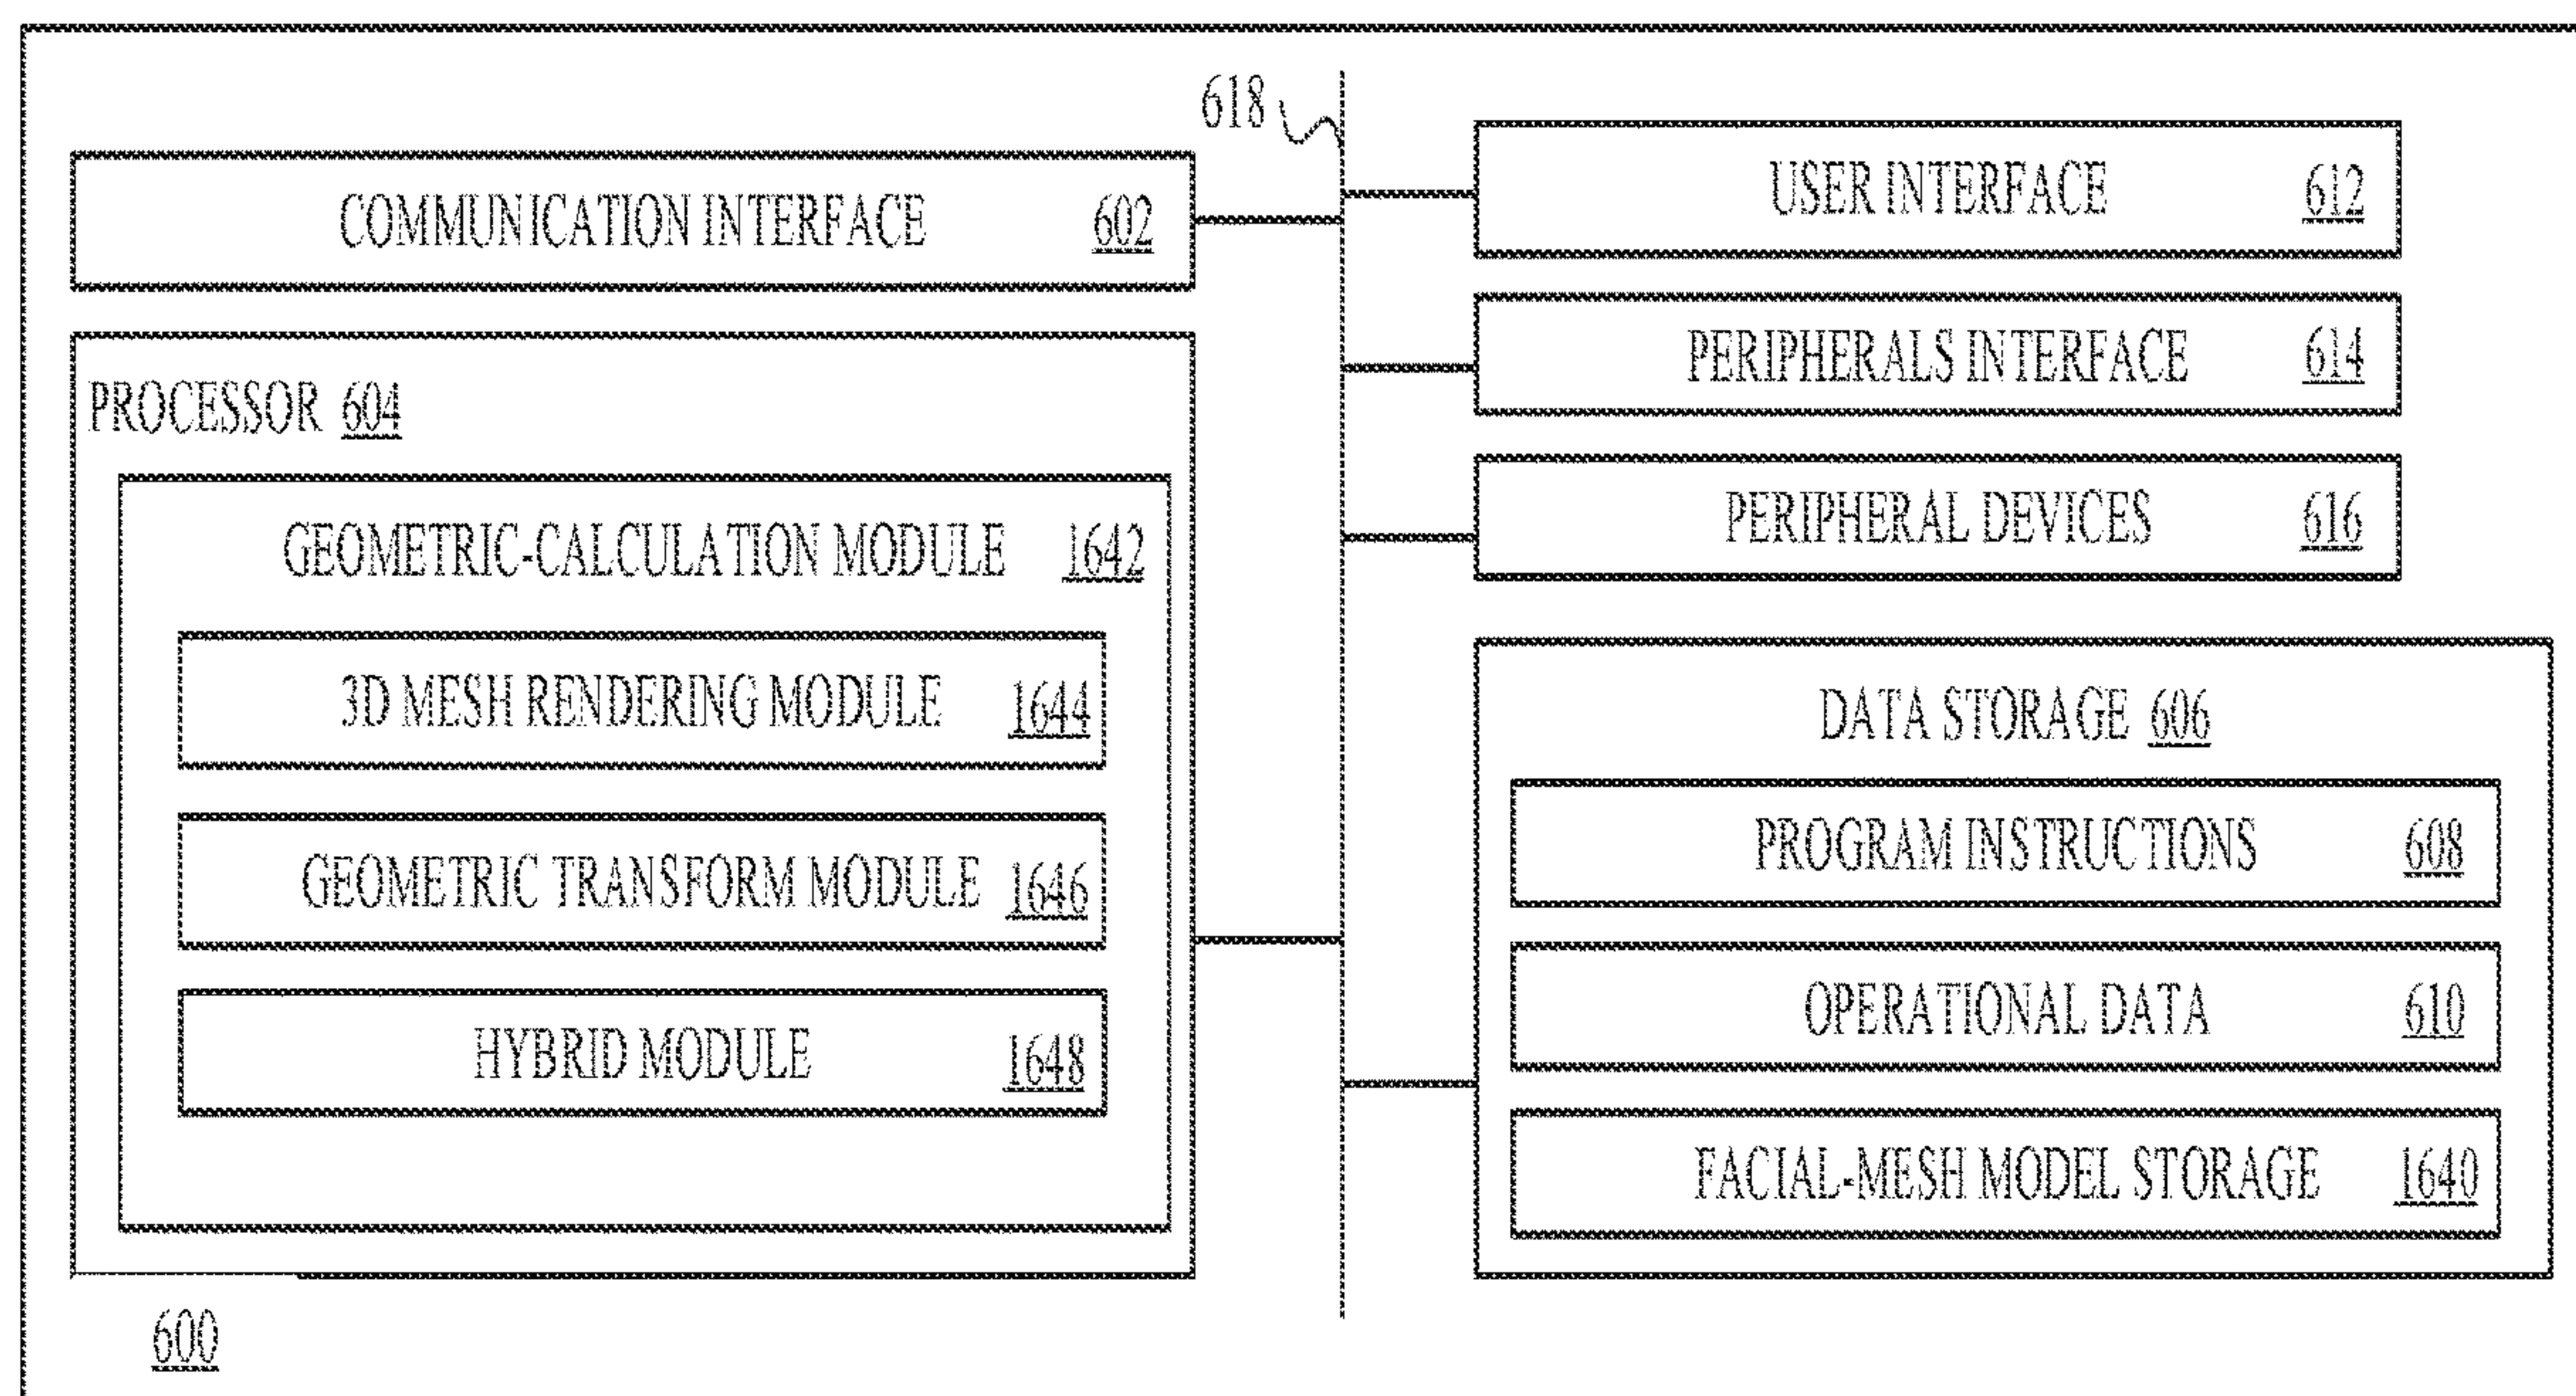 618
COMMUNICATION INTERFACE 602
PROCESSOR 604
GEOMETRIC-CALCULATION MODULE 1642
3D MESH RENDERING MODULE 1644
GEOMETRIC TRANSFORM MODULE 1646
HYBRID MODULE 1648
USER INTERFACE 612
PERIPHERALS INTERFACE 614
PERIPHERAL DEVICES 616
DATA STORAGE 606
PROGRAM INSTRUCTIONS 608
OPERATIONAL DATA 610
FACIAL-MESH MODEL STORAGE 1640
600